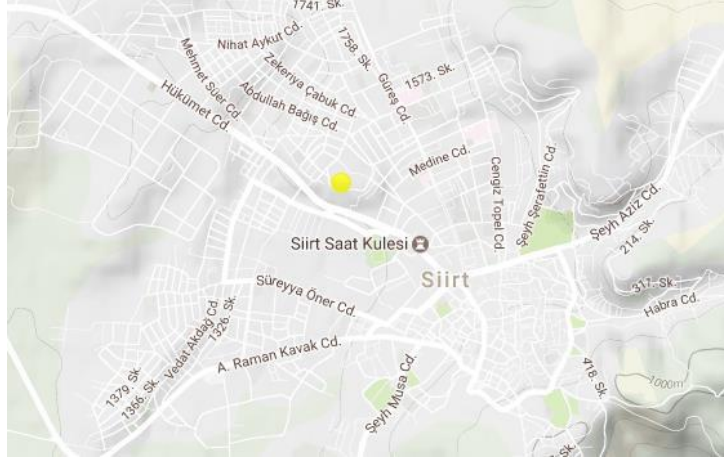 1741. Sk.
Nihat Aykut Cd.
1758. Sk.
Mehmet Süer Cd.
Zekeriya Çabuk Cd.
1573. Sk.
Güreş Cd.
Hükümet Cd.
Abdullah Bağış Cd.
Medine Cd.
Cengiz Topel Cd.
Şeyh Şerafettin Cd
Şeyh Aziz Cd.
214. Sk.
Siirt Saat Kulesi
Siirt
Süreyya Öner Cd.
317. Sk.
Habra Cd.
1326. Sk.
Vedat Akdağ Cd
A. Raman Kavak Cd.
1379. Sk
1366. Sk.
Şeyh Musa Cd.
418. Sk.
1000m
Sk.